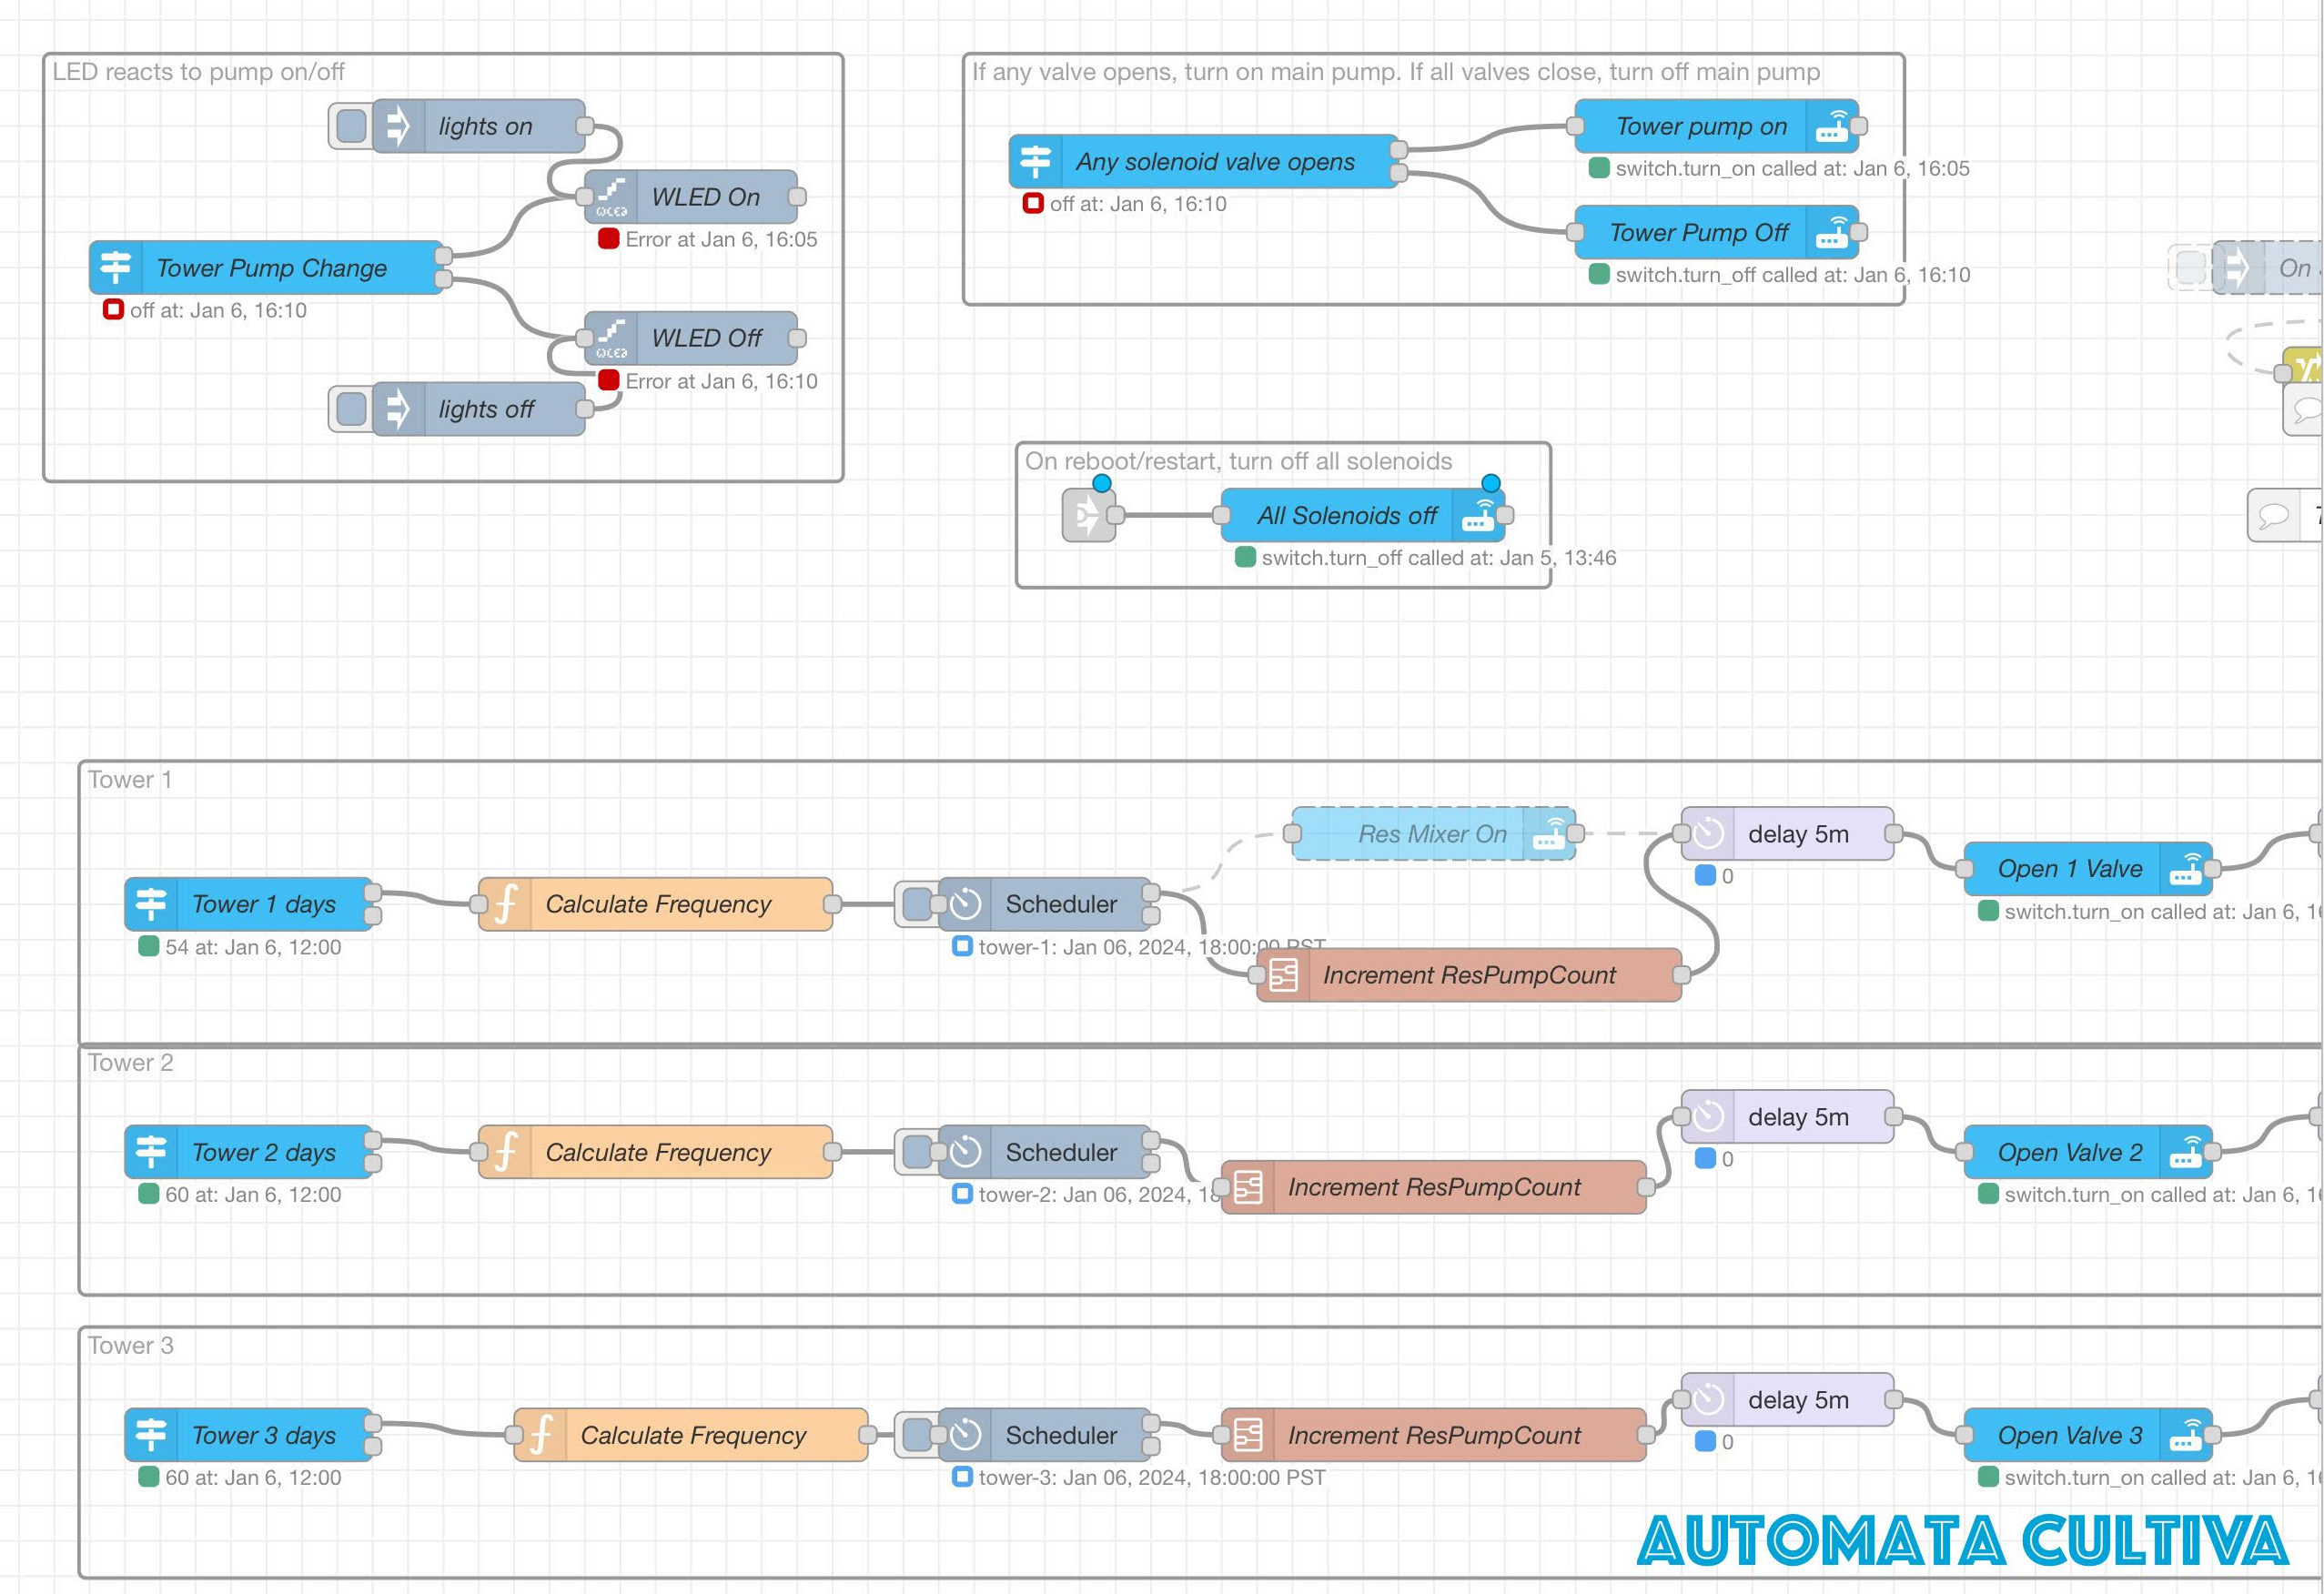 LED reacts to pump on/off
lights on
WLED On
Error at Jan 6, 16:05
Tower Pump Change
off at: Jan 6, 16:10
WLED Off
Error at Jan 6, 16:10
lights off
If any valve opens, turn on main pump. If all valves close, turn off main pump
Any solenoid valve opens
off at: Jan 6, 16:10
Tower pump on
switch.turn_on called at: Jan 6, 16:05
Tower Pump Off
switch.turn_off called at: Jan 6, 16:10
On
On reboot/restart, turn off all solenoids
All Solenoids off
switch.turn_off called at: Jan 5, 13:46
Tower 1
Tower 1 days
54 at: Jan 6, 12:00
Calculate Frequency
Scheduler
tower-1: Jan 06, 2024, 18:00:00 PST
Res Mixer On
Increment ResPumpCount
delay 5m
0
Open 1 Valve
switch.turn_on called at: Jan 6, 1
Tower 2
Tower 2 days
60 at: Jan 6, 12:00
Calculate Frequency
Scheduler
tower-2: Jan 06, 2024, 18
Increment ResPumpCount
delay 5m
0
Open Valve 2
switch.turn_on called at: Jan 6, 1
Tower 3
Tower 3 days
60 at: Jan 6, 12:00
Calculate Frequency
Scheduler
tower-3: Jan 06, 2024, 18:00:00 PST
Increment ResPumpCount
delay 5m
0
Open Valve 3
switch.turn_on called at: Jan 6, 1
AUTOMATA CULTIVA